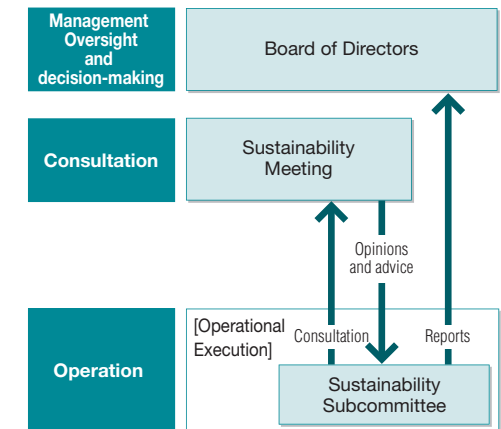 Management
Oversight
and
decision-making
Board of Directors
Consultation
Sustainability
Meeting
Opinions
and advice
Operation
[Operational
Execution]
Consultation
Reports
Sustainability
Subcommittee